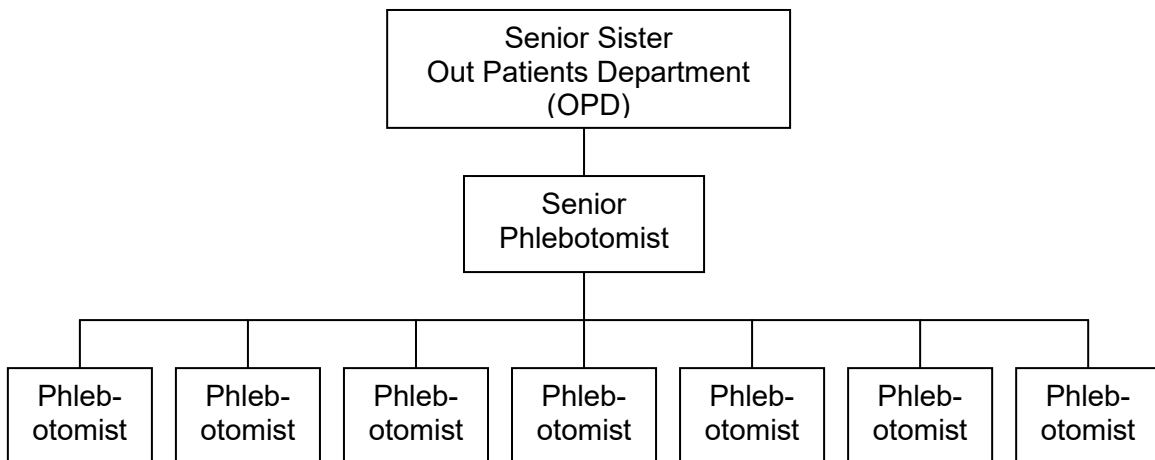 Senior Sister
Out Patients Department
(OPD)
Senior
Phlebotomist
Phleb-
otomist
Phleb-
otomist
Phleb-
otomist
Phleb-
otomist
Phleb-
otomist
Phleb-
otomist
Phleb-
otomist